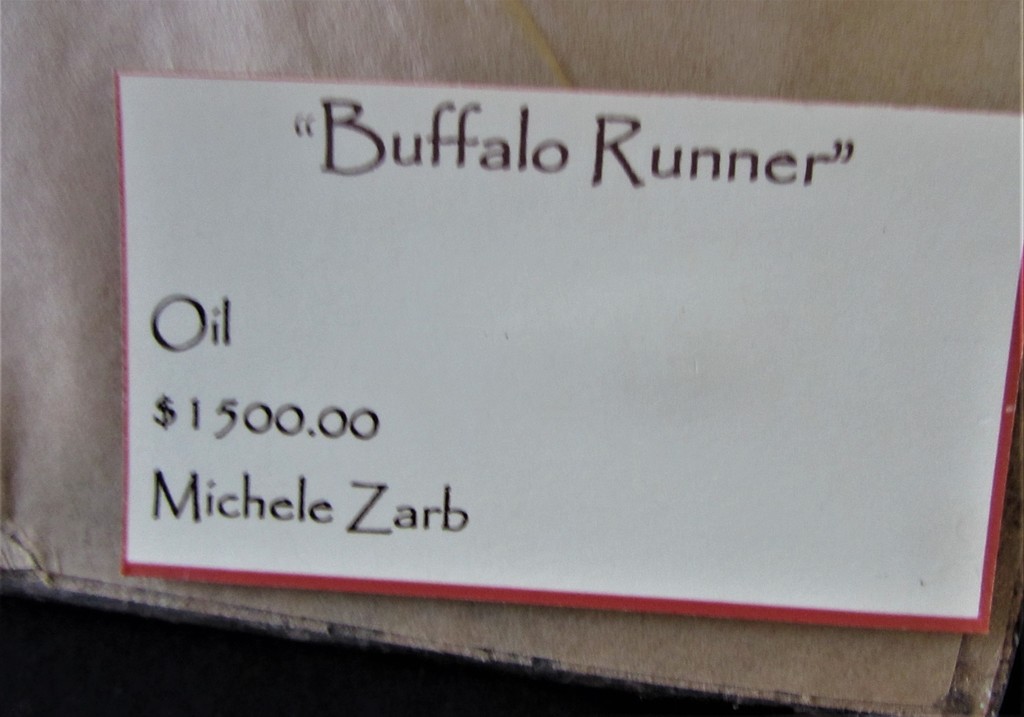 “Buffalo Runner”
Oil
$1500.00
Michele Zarb